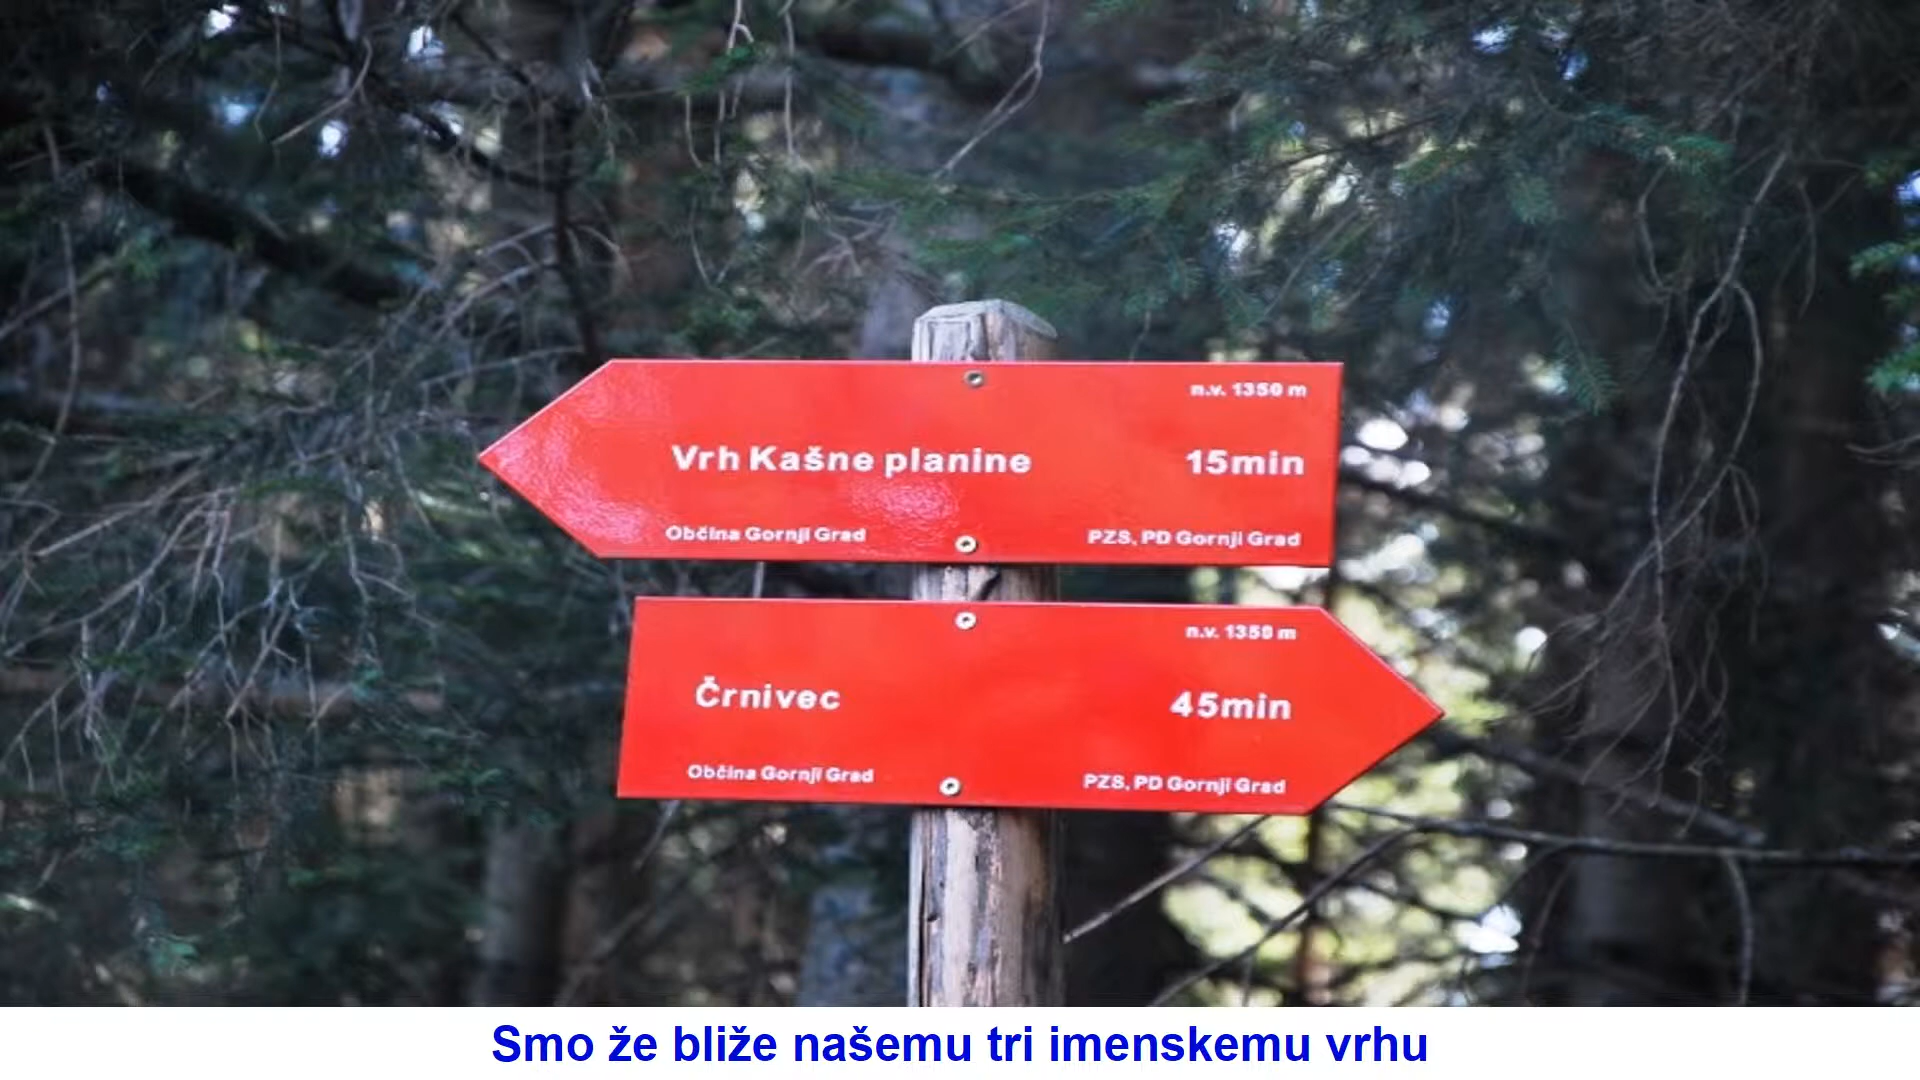 n.v. 1350 m
Vrh Kašne planine 15min
Občina Gornji Grad PZS, PD Gornji Grad
n.v. 1350 m
Črnivec 45min
Občina Gornji Grad PZS, PD Gornji Grad
Smo že bliže našemu tri imenskemu vrhu